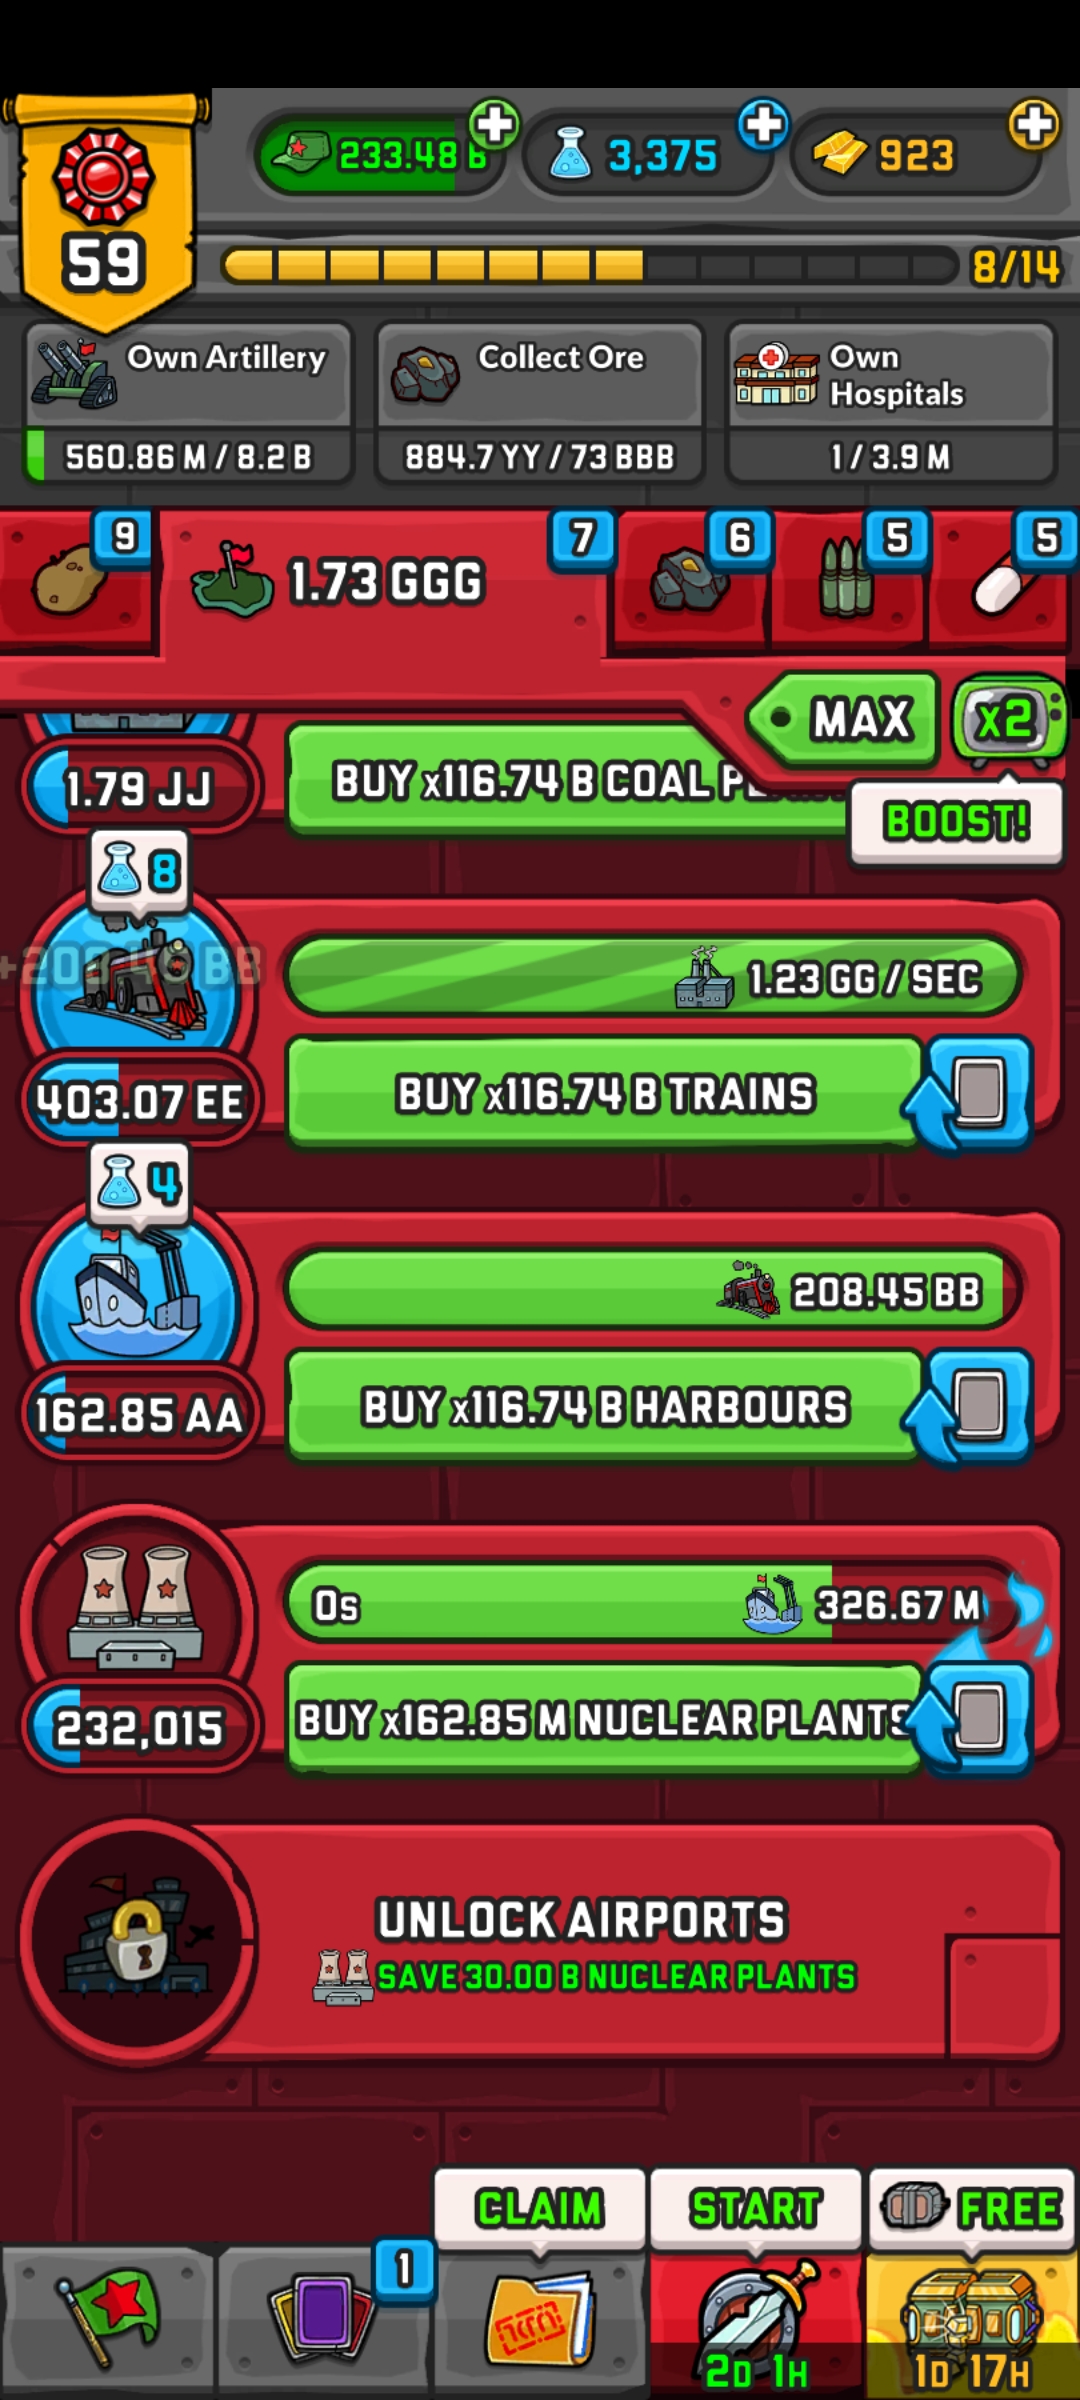 233.48 B
3,375
923
59
8/14
Own Artillery
560.86 M / 8.2 B
Collect Ore
884.7 YY / 73 BBB
Own
Hospitals
1 / 3.9 M
9
1.73 GGG
7
6
5
5
MAX
x2
BOOST!
1.79 JJ
BUY x116.74 B COAL
8
+208.45 BB
1.23 GG / SEC
403.07 EE
BUY x116.74 B TRAINS
4
208.45 BB
162.85 AA
BUY x116.74 B HARBOURS
0s
326.67 M
232,015
BUY x162.85 M NUCLEAR PLANTS
UNLOCK AIRPORTS
SAVE 30.00 B NUCLEAR PLANTS
CLAIM
START
FREE
1
2D 1H
1D 17H